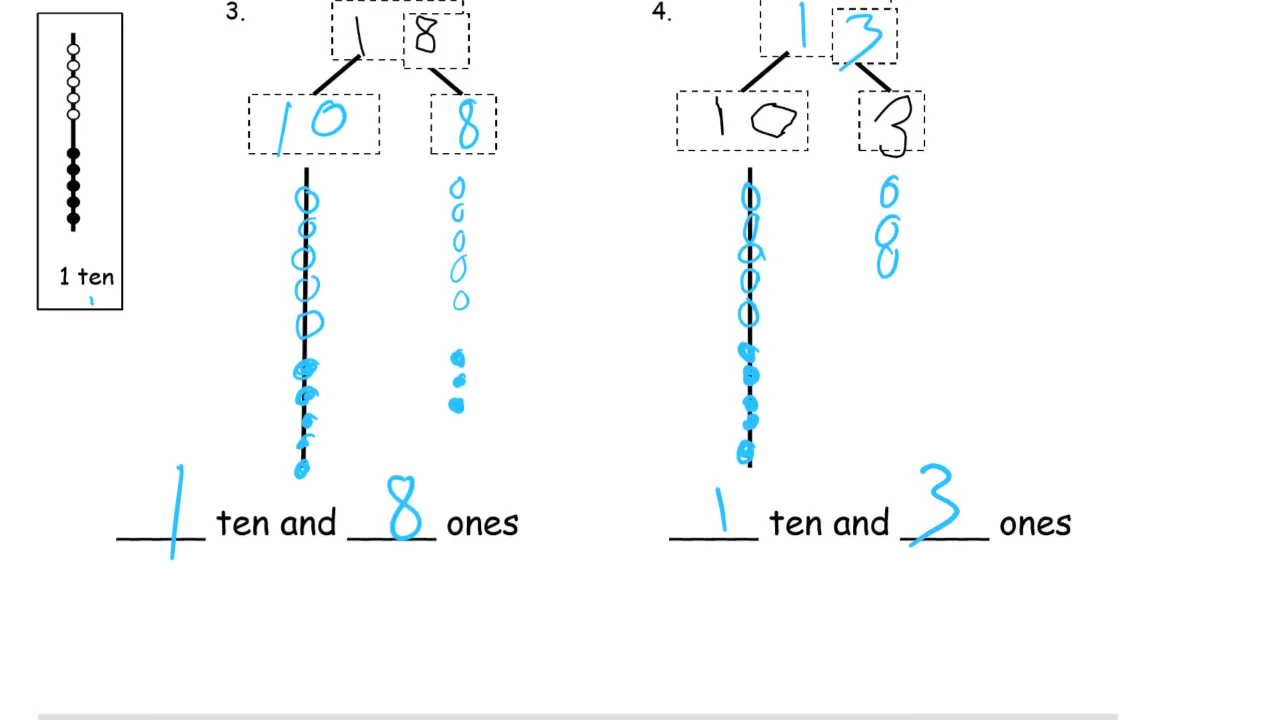 3.
1 8
10 8
1 ten and 8 ones
4.
1 3
10 3
1 ten and 3 ones
1 ten